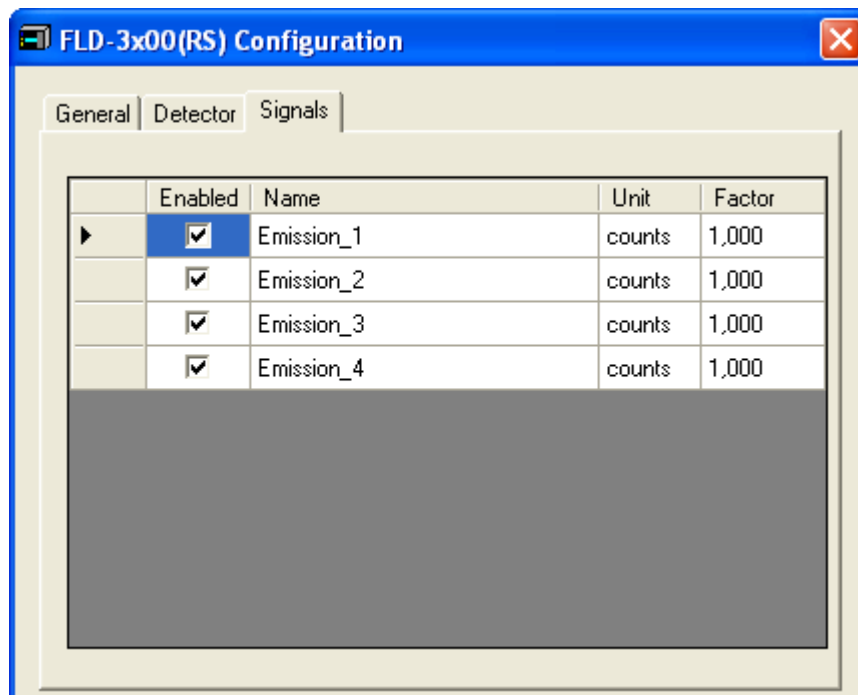 FLD-3x00(RS) Configuration
General Detector Signals
Enabled Name Unit Factor
Emission_1 counts 1,000
Emission_2 counts 1,000
Emission_3 counts 1,000
Emission_4 counts 1,000